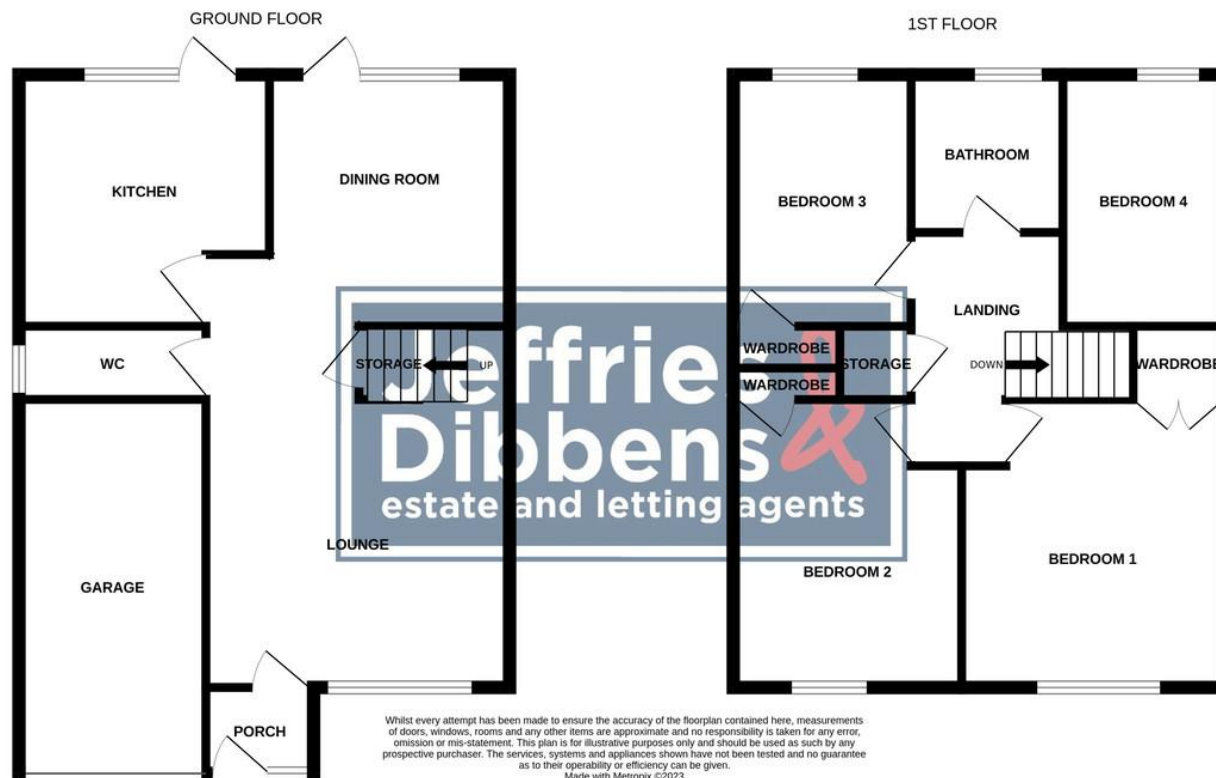 GROUND FLOOR
KITCHEN
DINING ROOM
WC
STORAGE
UP
LOUNGE
GARAGE
PORCH
1ST FLOOR
BEDROOM 3
BATHROOM
BEDROOM 4
LANDING
WARDROBE
STORAGE
WARDROBE
DOWN
WARDROBE
BEDROOM 2
BEDROOM 1
Jeffries &
Dibbens
estate and letting agents
Whilst every attempt has been made to ensure the accuracy of the floorplan contained here, measurements
of doors, windows, rooms and any other items are approximate and no responsibility is taken for any error,
omission or mis-statement. This plan is for illustrative purposes only and should be used as such by any
prospective purchaser. The services, systems and appliances shown have not been tested and no guarantee
as to their operability or efficiency can be given.
Made with Metropix ©2023